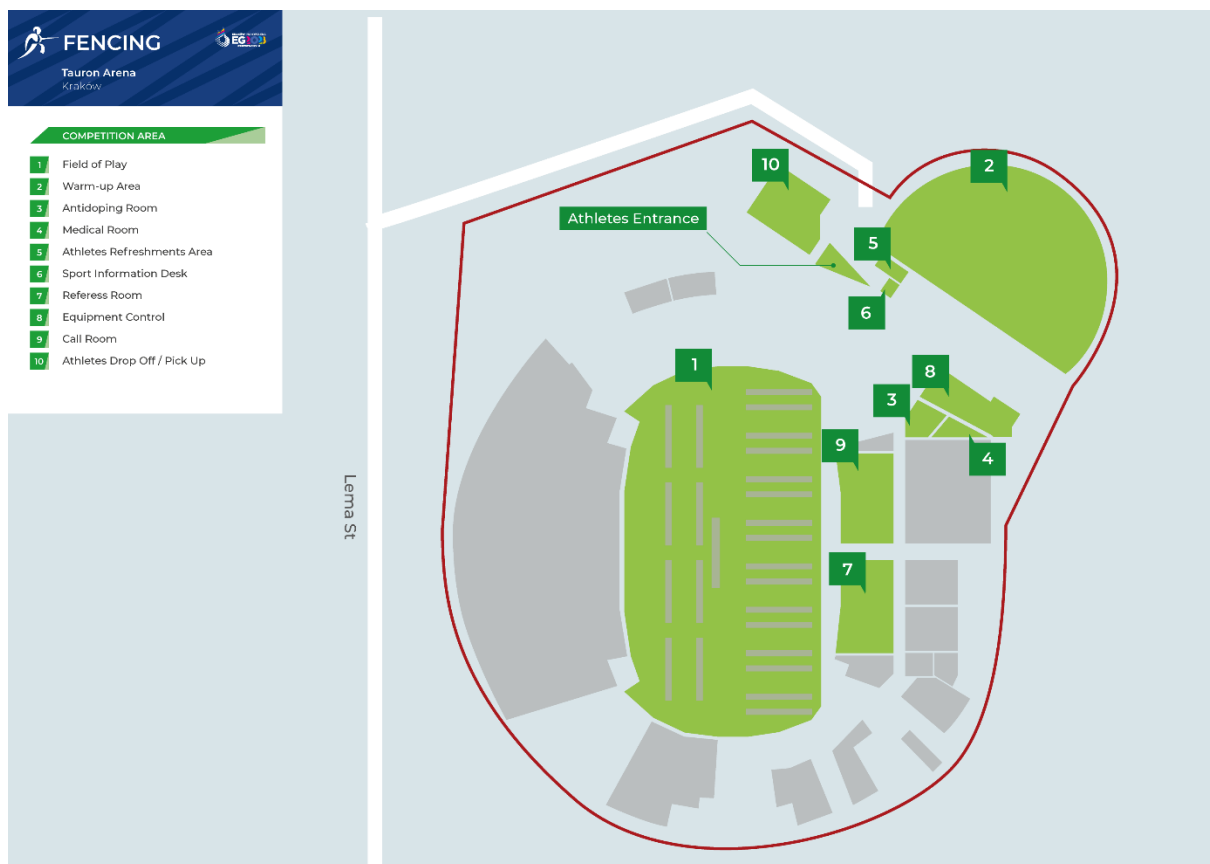 FENCING
EG2023
Tauron Arena
Kraków
COMPETITION AREA
1 Field of Play
2 Warm-up Area
3 Antidoping Room
4 Medical Room
5 Athletes Refreshments Area
6 Sport Information Desk
7 Referess Room
8 Equipment Control
9 Call Room
10 Athletes Drop Off / Pick Up
10
2
Athletes Entrance
5
6
1
8
3
9
4
Lema St
7